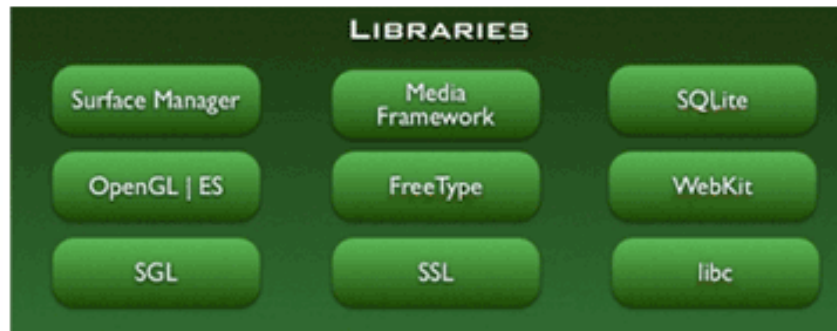 LIBRARIES
Surface Manager
Media
Framework
SQLite
OpenGL | ES
FreeType
WebKit
SGL
SSL
libc